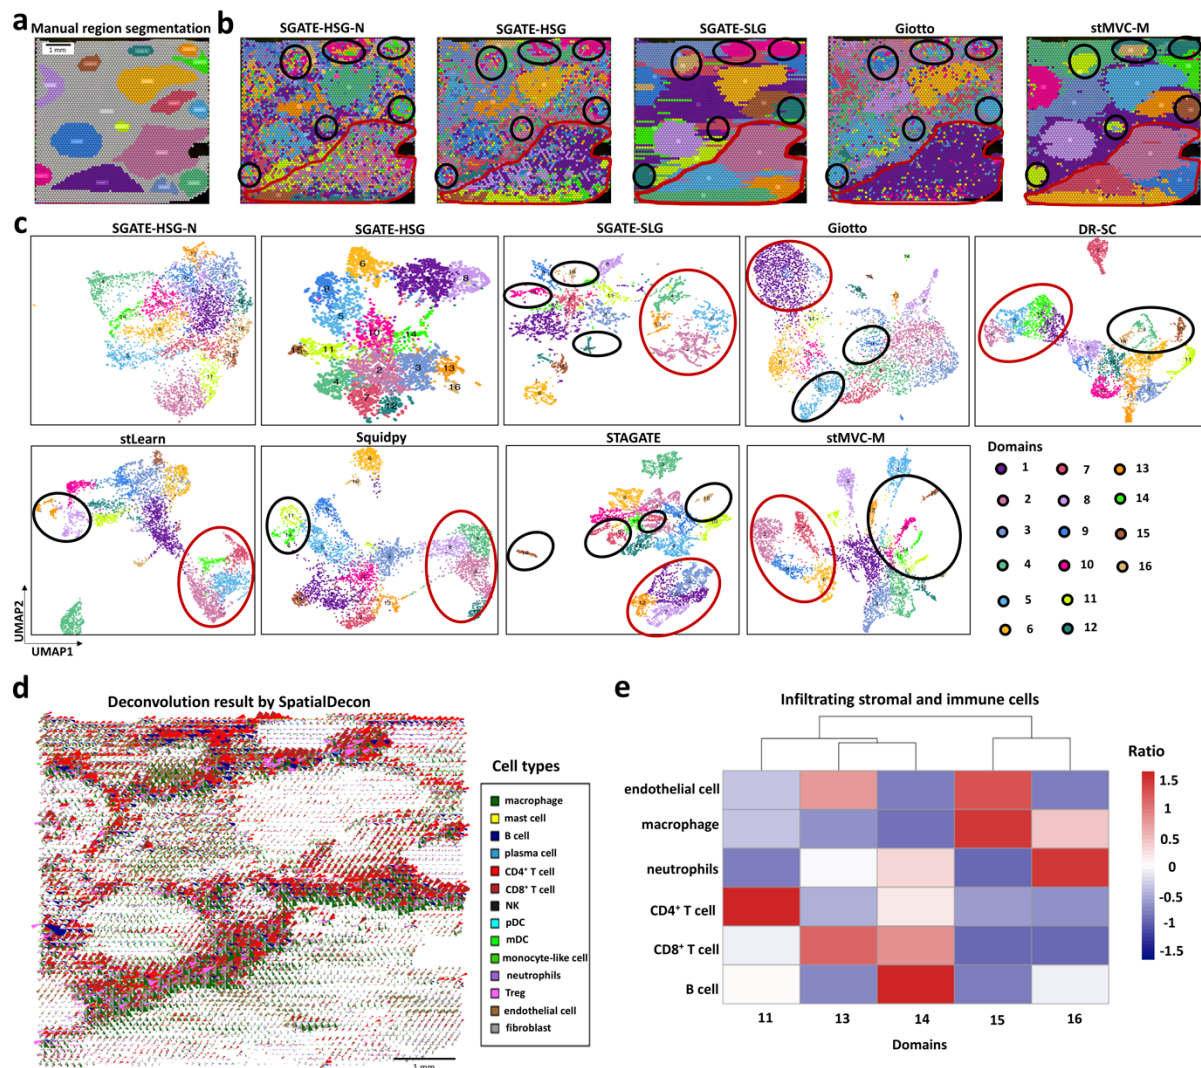 a
Manual region segmentation
1 mm
b
SGATE-HSG-N
SGATE-HSG
SGATE-SLG
Giotto
stMVC-M
c
SGATE-HSG-N
SGATE-HSG
SGATE-SLG
Giotto
DR-SC
stLearn
Squidpy
STAGATE
stMVC-M
UMAP2
UMAP1
Domains
1
7
13
2
8
14
3
9
15
4
10
16
5
11
6
12
d
Deconvolution result by SpatialDecon
1 mm
Cell types
macrophage
mast cell
B cell
plasma cell
CD4⁺ T cell
CD8⁺ T cell
NK
pDC
mDC
monocyte-like cell
neutrophils
Treg
endothelial cell
fibroblast
e
Infiltrating stromal and immune cells
endothelial cell
macrophage
neutrophils
CD4⁺ T cell
CD8⁺ T cell
B cell
11 13 14 15 16
Domains
Ratio
1.5
1
0.5
0
-0.5
-1
-1.5